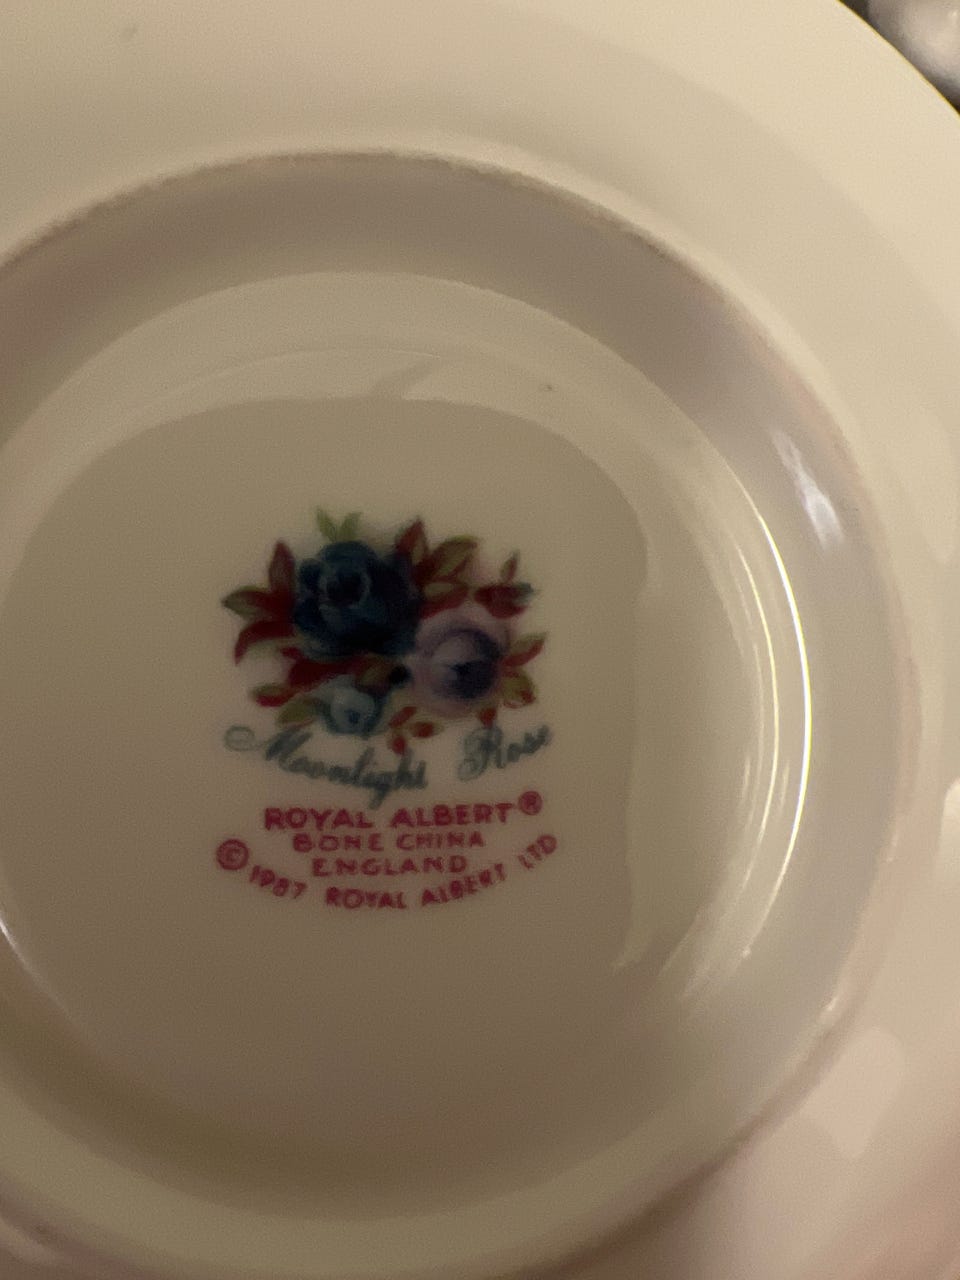 Moonlight Rose
ROYAL ALBERT®
BONE CHINA
ENGLAND
© 1987 ROYAL ALBERT LTD